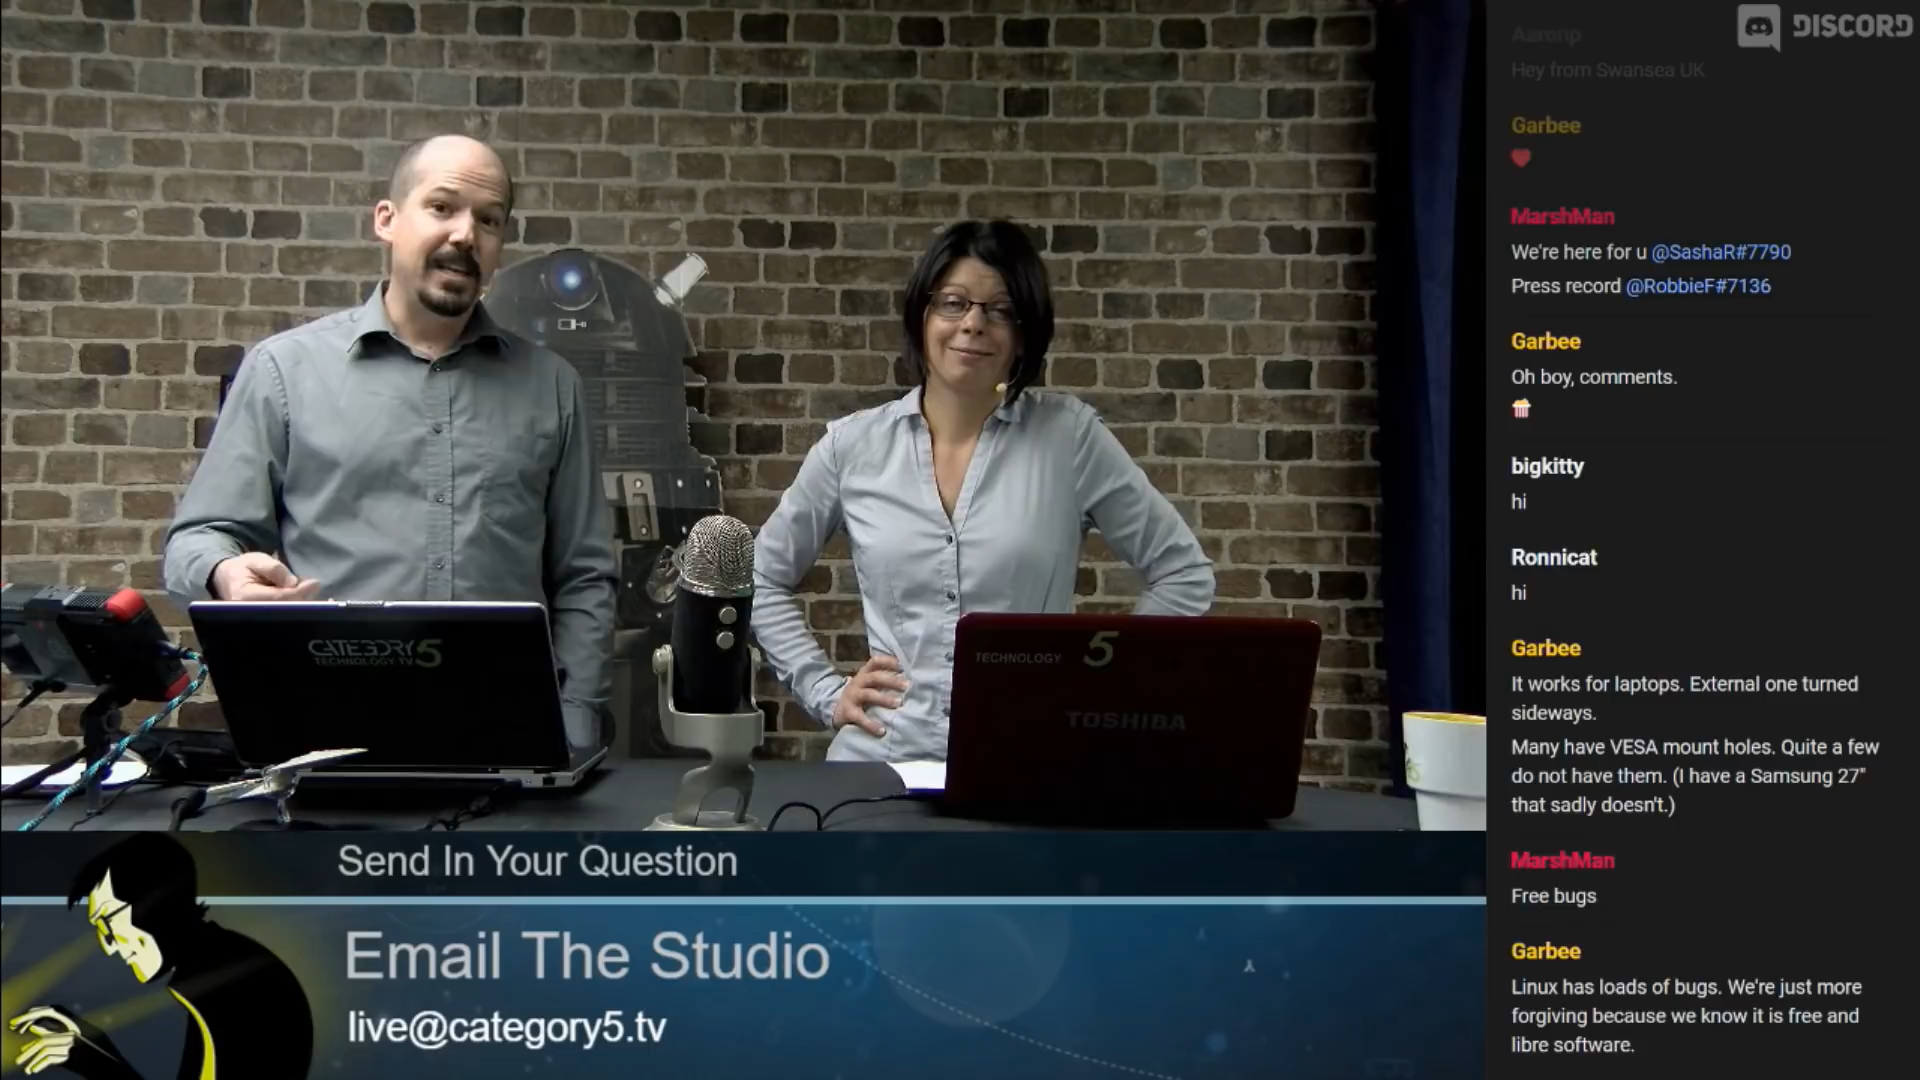 DISCORD
Aaronp
Hey from Swansea UK
Garbee
MarshMan
We're here for u @SashaR#7790
Press record @RobbieF#7136
Garbee
Oh boy, comments.
bigkitty
hi
Ronnicat
hi
Garbee
It works for laptops. External one turned
sideways.
Many have VESA mount holes. Quite a few
do not have them. (I have a Samsung 27"
that sadly doesn't.)
MarshMan
Free bugs
Garbee
Linux has loads of bugs. We're just more
forgiving because we know it is free and
libre software.
CATEGORY5
TECHNOLOGY TV
TECHNOLOGY 5
TOSHIBA
Send In Your Question
Email The Studio
live@category5.tv